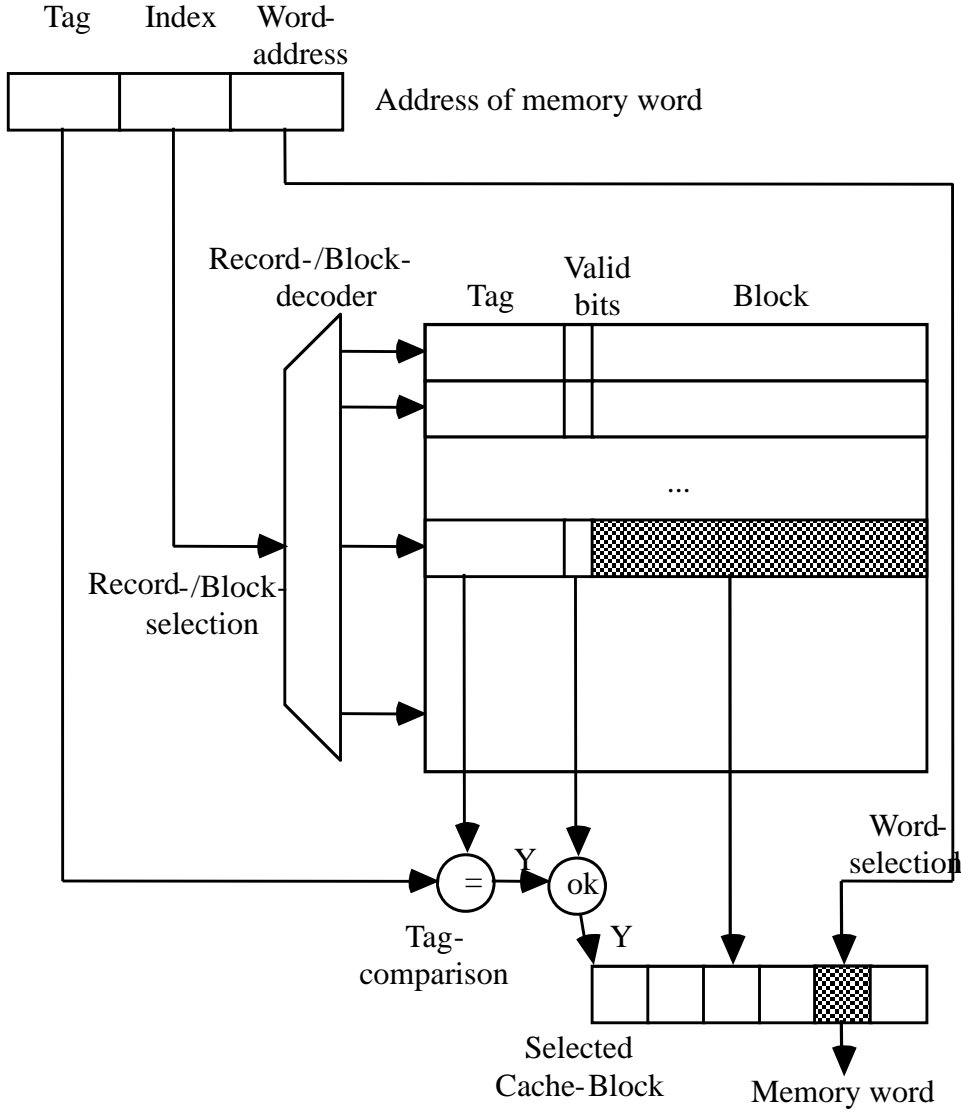 Tag
Index
Word-
address
Address of memory word
Record-/Block-
decoder
Tag
Valid
bits
Block
...
Record-/Block-
selection
Word-
selection
=
Y
ok
Tag-
comparison
Y
Selected
Cache-Block
Memory word